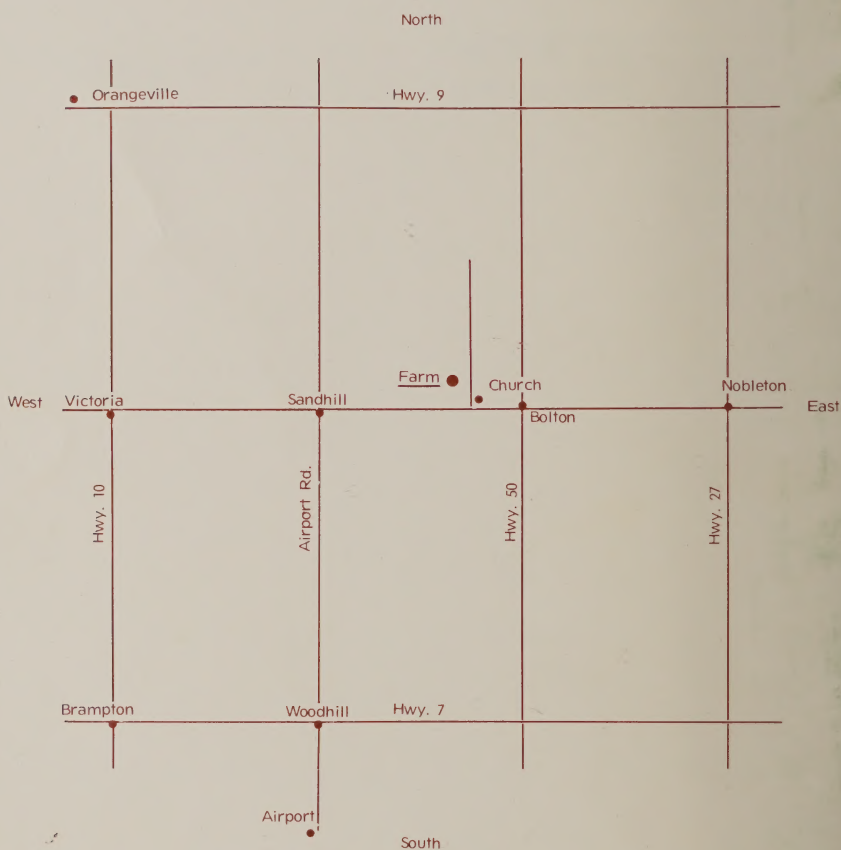 North
Orangeville
Hwy. 9
Farm
Church
West
Victoria
Sandhill
Nobleton
East
Bolton
Hwy. 10
Airport Rd.
Hwy. 50
Hwy. 27
Brampton
Woodhill
Hwy. 7
Airport
South